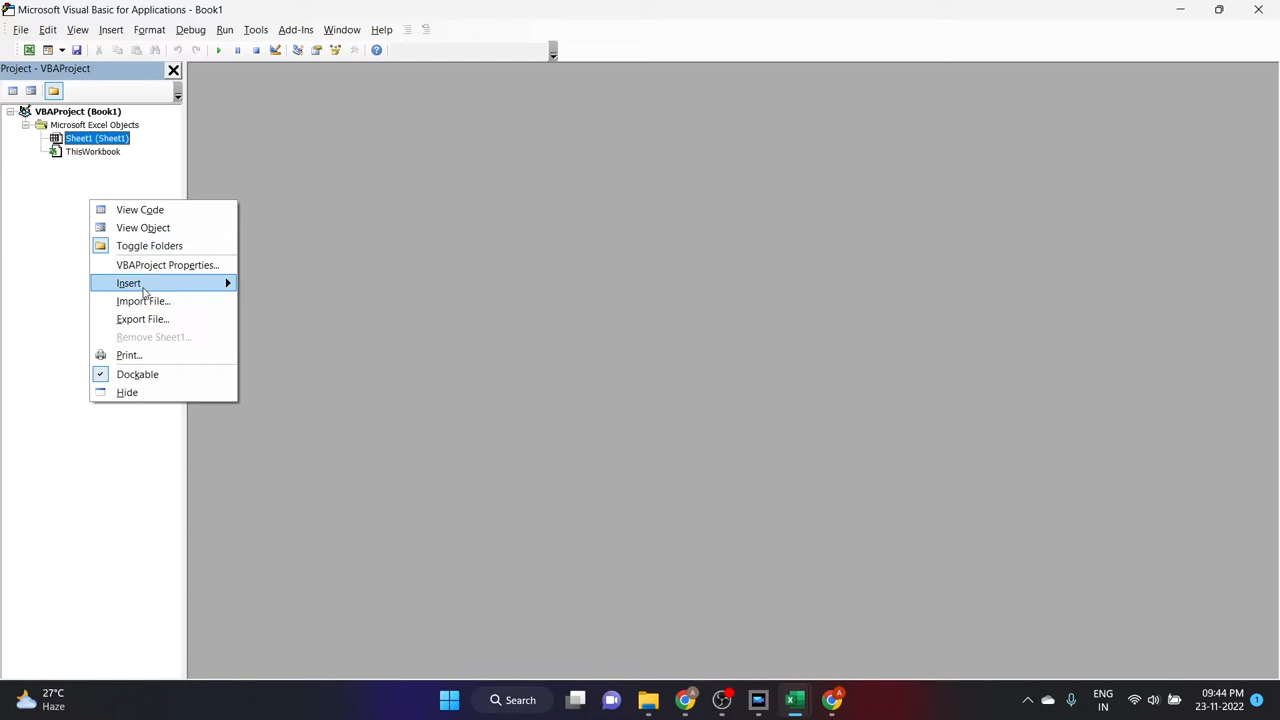 Microsoft Visual Basic for Applications - Book1
File Edit View Insert Format Debug Run Tools Add-Ins Window Help
Project - VBAProject
VBAProject (Book1)
Microsoft Excel Objects
Sheet1 (Sheet1)
ThisWorkbook
View Code
View Object
Toggle Folders
VBAProject Properties...
Insert
Import File...
Export File...
Remove Sheet1...
Print...
Dockable
Hide
27°C
Haze
Search
ENG
IN
09:44 PM
23-11-2022
1